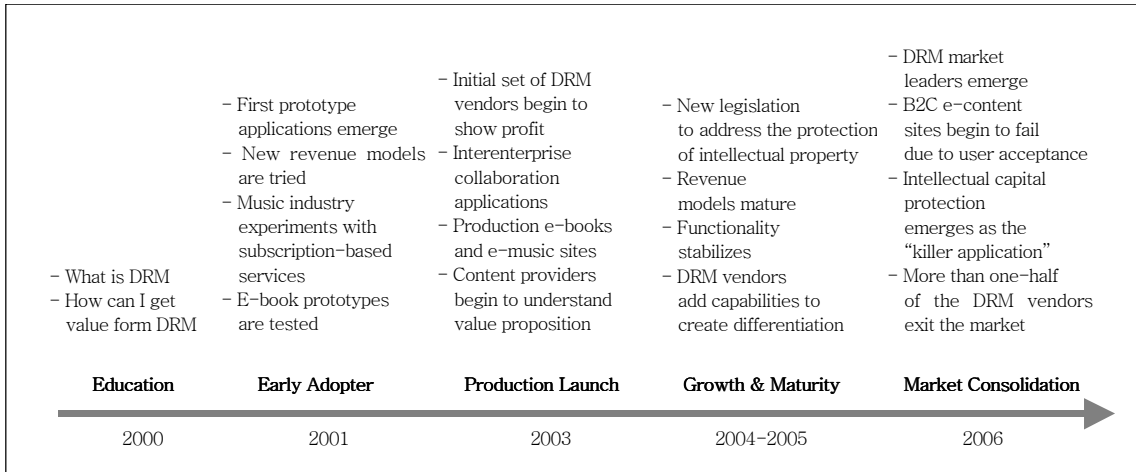 - What is DRM
- How can I get
value form DRM
- First prototype
applications emerge
- New revenue models
are tried
- Music industry
experiments with
subscription-based
services
- E-book prototypes
are tested
- Initial set of DRM
vendors begin to
show profit
- Interenterprise
collaboration
applications
- Production e-books
and e-music sites
- Content providers
begin to understand
value proposition
- New legislation
to address the protection
of intellectual property
- Revenue
models mature
- Functionality
stabilizes
- DRM vendors
add capabilities to
create differentiation
- DRM market
leaders emerge
- B2C e-content
sites begin to fail
due to user acceptance
- Intellectual capital
protection
emerges as the
“killer application”
- More than one-half
of the DRM vendors
exit the market
Education
Early Adopter
Production Launch
Growth & Maturity
Market Consolidation
2000
2001
2003
2004-2005
2006